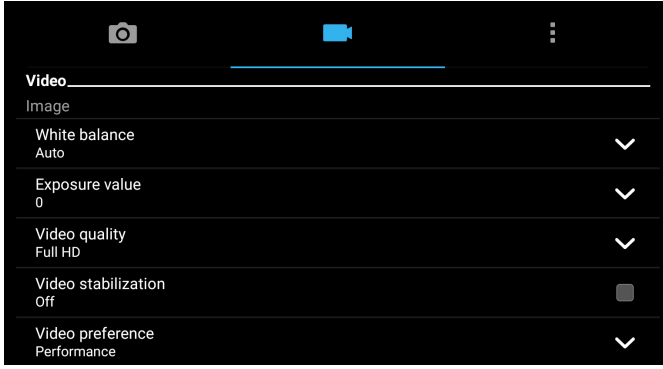 Video
Image
White balance
Auto
Exposure value
0
Video quality
Full HD
Video stabilization
Off
Video preference
Performance